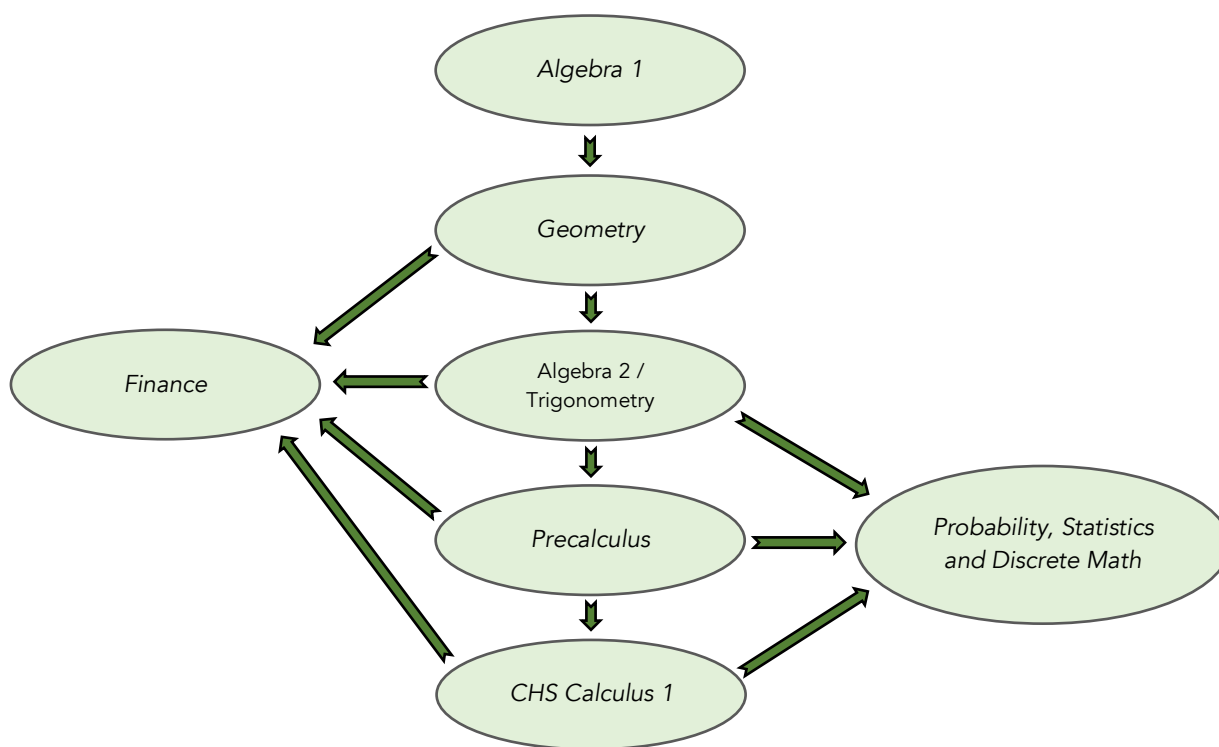 Algebra 1
Geometry
Finance
Algebra 2 /
Trigonometry
Precalculus
Probability, Statistics
and Discrete Math
CHS Calculus 1